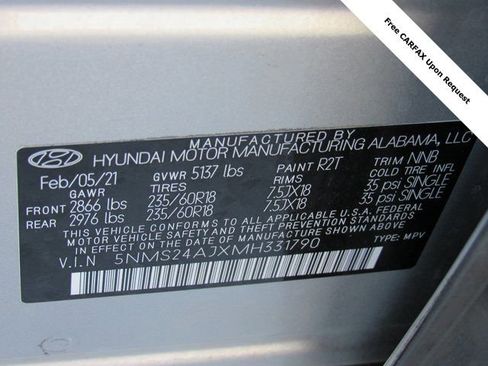 Free CARFAX Upon Request
MANUFACTURED BY
HYUNDAI MOTOR MANUFACTURING ALABAMA, LLC
Feb/05/21 GVWR 5137 lbs PAINT R2T TRIM NNB
GAWR TIRES RIMS COLD TIRE INFL
FRONT 2866 lbs 235/60R18 7.5JX18 35 psi SINGLE
REAR 2976 lbs 235/60R18 7.5JX18 35 psi SINGLE
THIS VEHICLE CONFORMS TO ALL APPLICABLE U.S.A. FEDERAL
MOTOR VEHICLE SAFETY AND THEFT PREVENTION STANDARDS
IN EFFECT ON THE DATE OF MANUFACTURE SHOWN ABOVE.
V.I.N 5NMS24AJXMH331790 TYPE: MPV